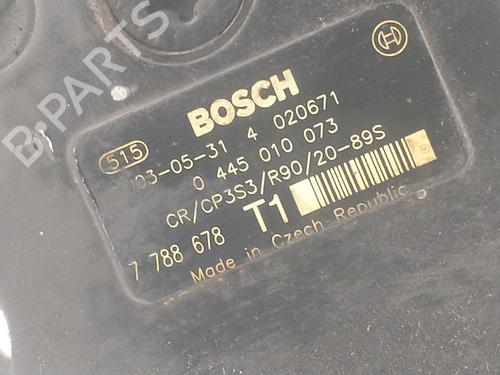 B-PARTS
BOSCH
515
03-05-31 4 020671
0 445 010 073
CR/CP3S3/R90/20-89S
7 788 678 T1
Made in Czech Republic